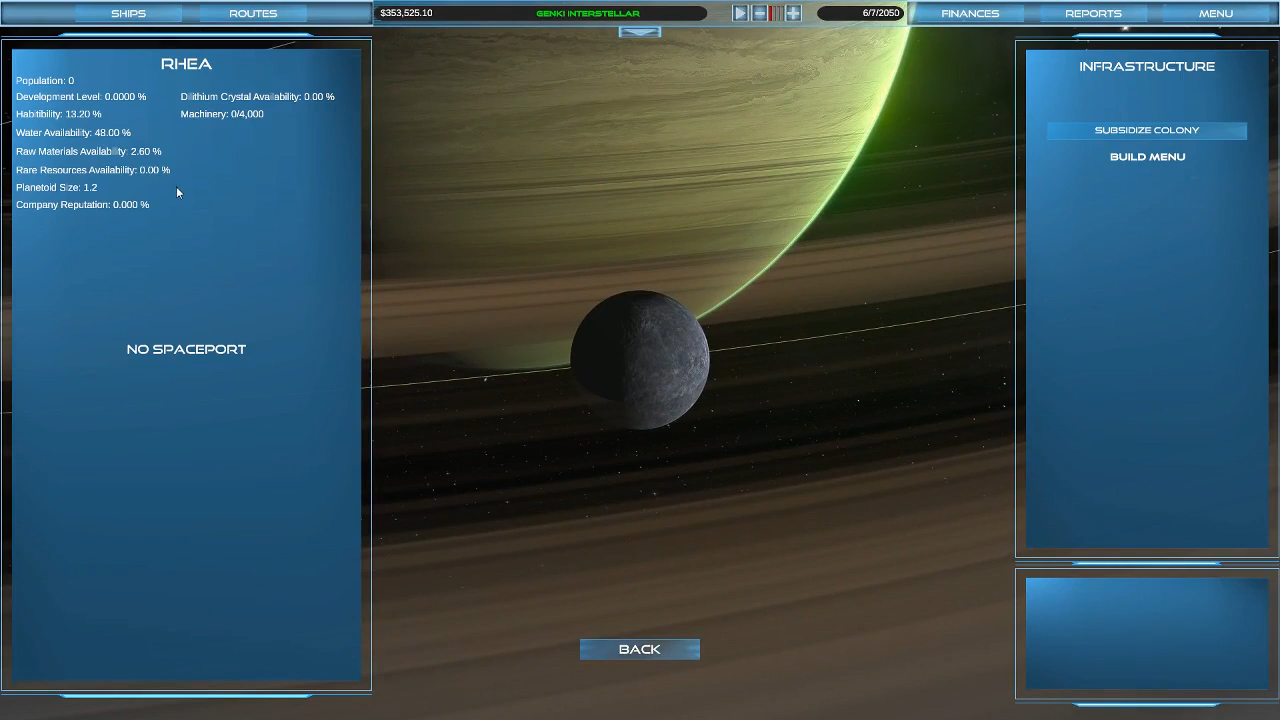 SHIPS
ROUTES
$353,525.10
GENKI INTERSTELLAR
6/7/2050
FINANCES
REPORTS
MENU
RHEA
Population: 0
Development Level: 0.0000 %
Dilithium Crystal Availability: 0.00 %
Habitibility: 13.20 %
Machinery: 0/4,000
Water Availability: 48.00 %
Raw Materials Availability: 2.60 %
Rare Resources Availability: 0.00 %
Planetoid Size: 1.2
Company Reputation: 0.000 %
NO SPACEPORT
INFRASTRUCTURE
SUBSIDIZE COLONY
BUILD MENU
BACK